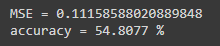 MSE = 0.11158588020889848
accuracy = 54.8077 %